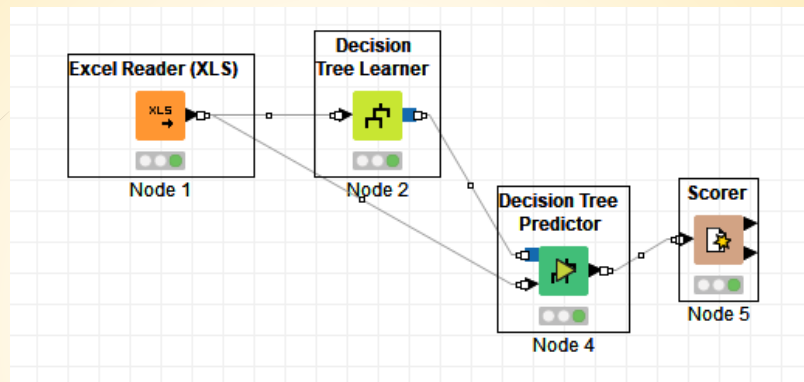 Excel Reader (XLS)
XLS
Node 1
Decision
Tree Learner
Node 2
Decision Tree
Predictor
Node 4
Scorer
Node 5